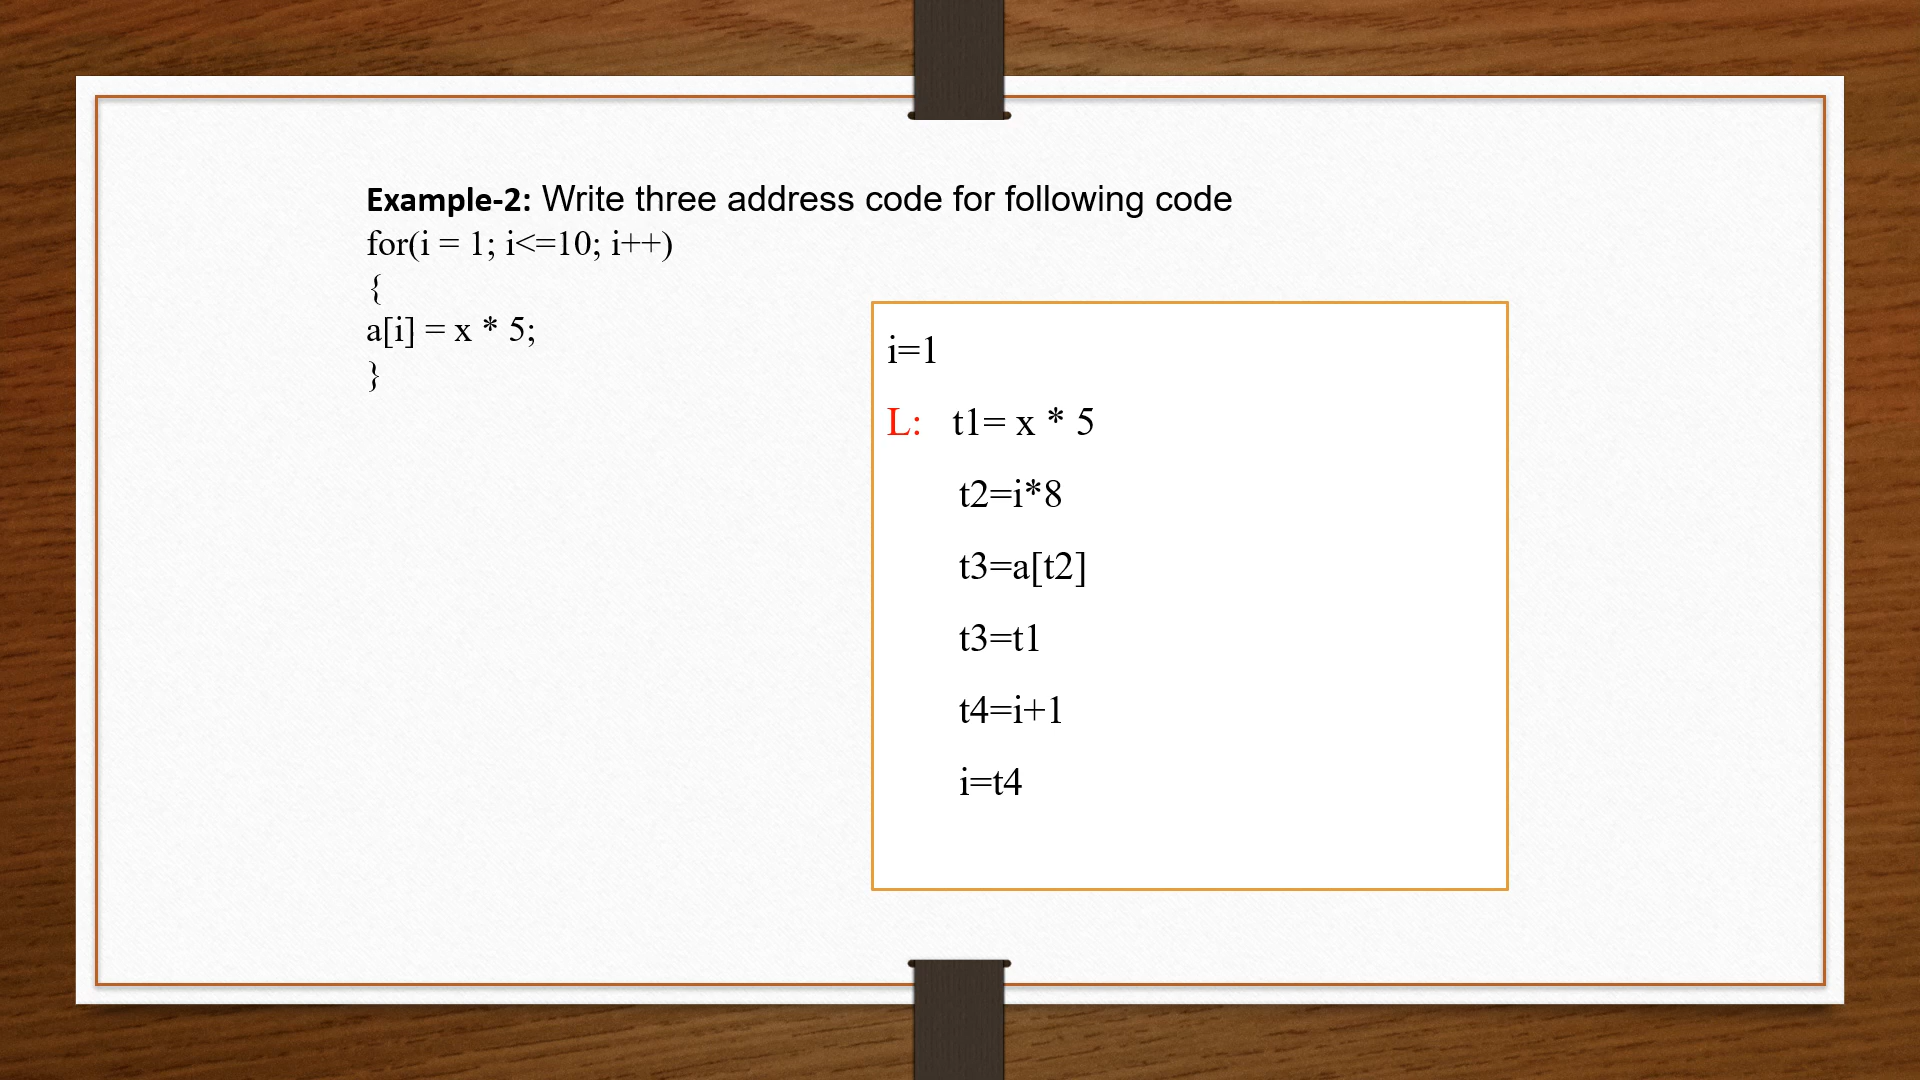 Example-2: Write three address code for following code
for(i = 1; i<=10; i++)
{
a[i] = x * 5;
}
i=1
L: t1= x * 5
t2=i*8
t3=a[t2]
t3=t1
t4=i+1
i=t4